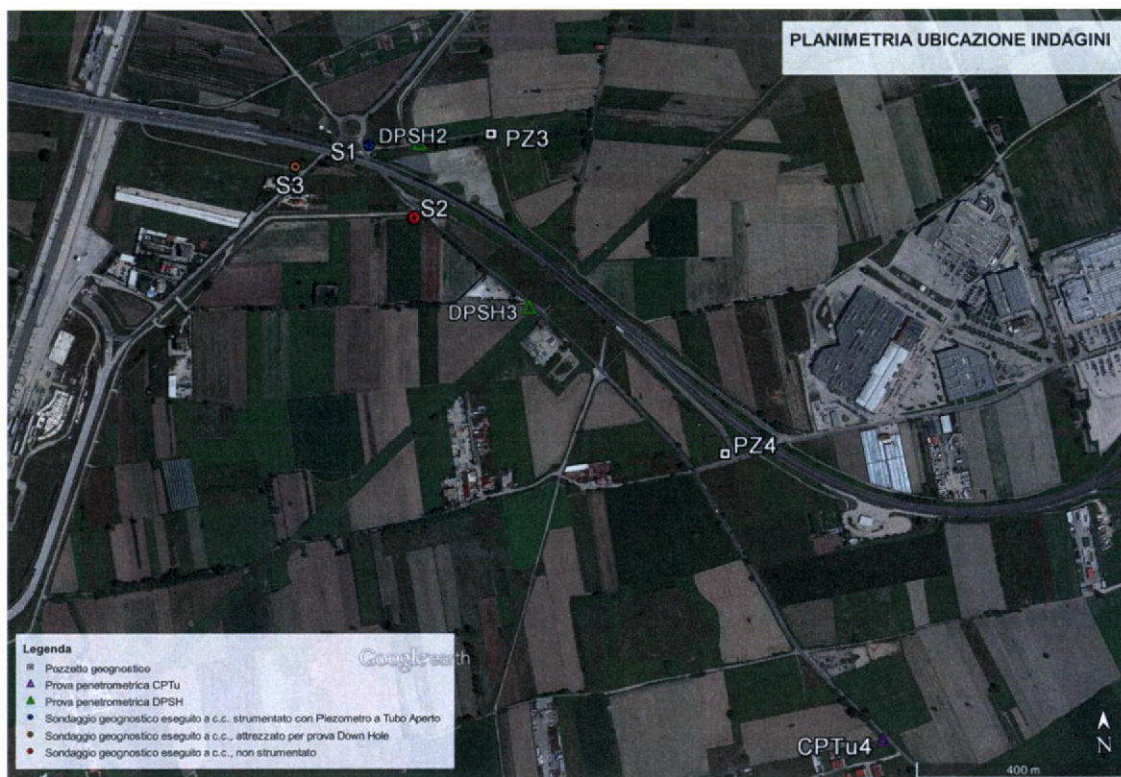 PLANIMETRIA UBICAZIONE INDAGINI
DPSH2
PZ3
S1
S3
S2
DPSH3
PZ4
Legenda
Pozzetto geognostico
Prova penetrometrica CPTu
Prova penetrometrica DPSH
Sondaggio geognostico eseguito a c.c. strumentato con Piezometro a Tubo Aperto
Sondaggio geognostico eseguito a c.c., attrezzato per prova Down Hole
Sondaggio geognostico eseguito a c.c., non strumentato
Google earth
CPTu4
N
400 m